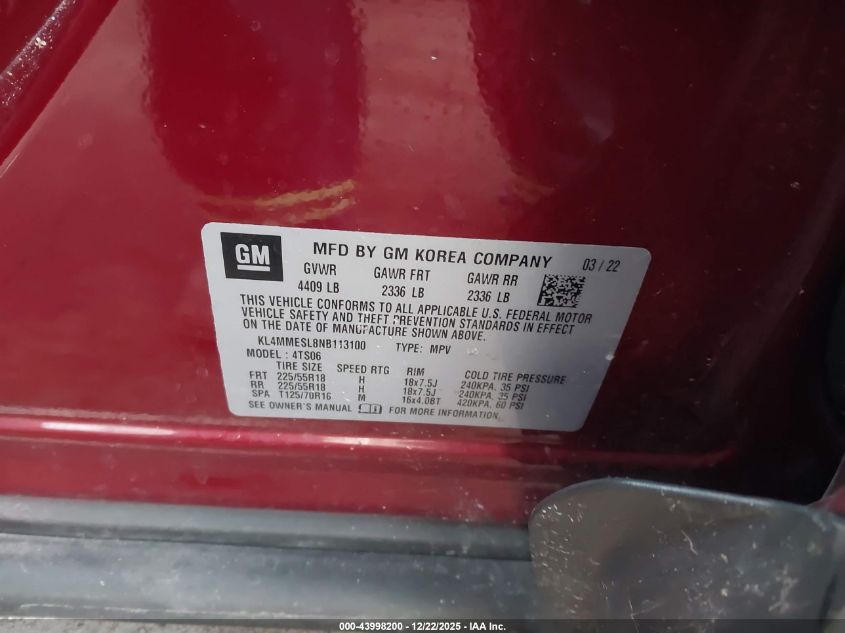 GM
MFD BY GM KOREA COMPANY 03/22
GVWR GAWR FRT GAWR RR
4409 LB 2336 LB 2336 LB
THIS VEHICLE CONFORMS TO ALL APPLICABLE U.S. FEDERAL MOTOR
VEHICLE SAFETY AND THEFT PREVENTION STANDARDS IN EFFECT
ON THE DATE OF MANUFACTURE SHOWN ABOVE.
KL4MMESL8NB113100 TYPE: MPV
MODEL: 4TS06
TIRE SIZE SPEED RTG RIM COLD TIRE PRESSURE
FRT 225/55R18 H 18x7.5J 240KPA, 35 PSI
RR 225/55R18 H 18x7.5J 240KPA, 35 PSI
SPA T125/70R16 M 16x4.0BT 420KPA, 60 PSI
SEE OWNER'S MANUAL FOR MORE INFORMATION.
000-43998200 - 12/22/2025 - IAA Inc.